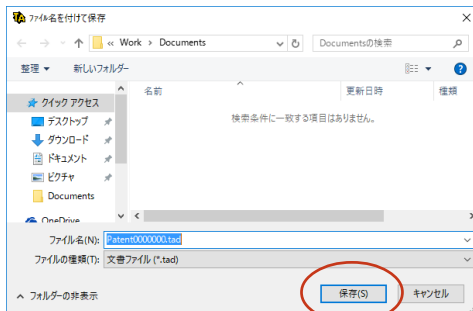 ファイル名を付けて保存
« Work › Documents
Documentsの検索
整理
新しいフォルダー
名前
更新日時
種類
クイック アクセス
検索条件に一致する項目はありません。
デスクトップ
ダウンロード
ドキュメント
ピクチャ
Documents
OneDrive
ファイル名(N): Patent0000000.tad
ファイルの種類(T): 文書ファイル (*.tad)
フォルダーの非表示
保存(S)
キャンセル